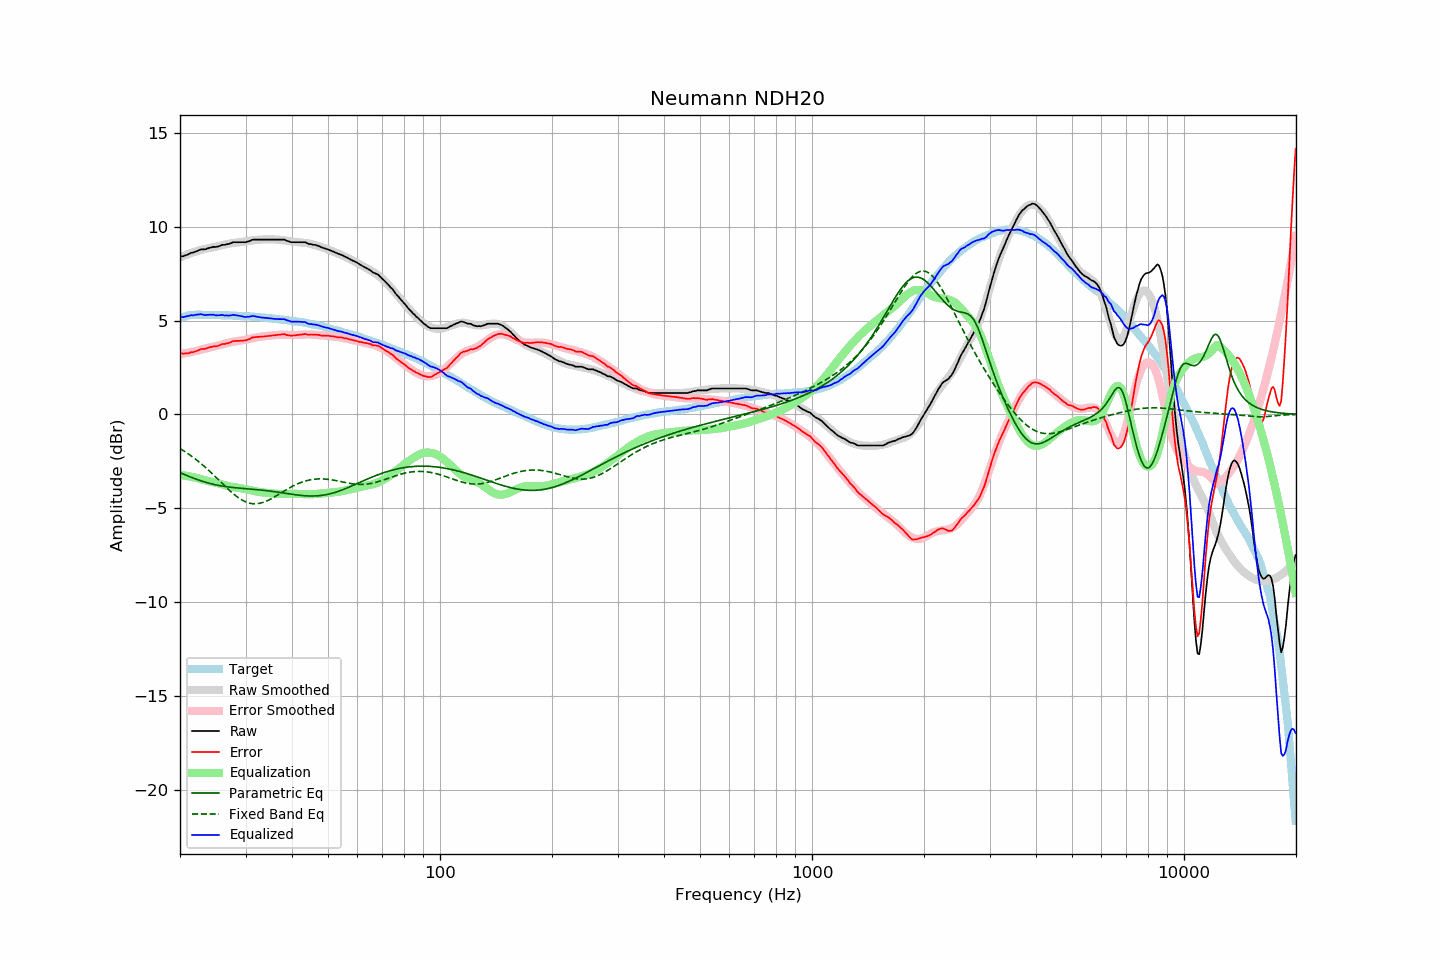 Neumann NDH20
15
10
5
0
−5
−10
−15
−20
Amplitude (dBr)
100
1000
10000
Frequency (Hz)
Target
Raw Smoothed
Error Smoothed
Raw
Error
Equalization
Parametric Eq
Fixed Band Eq
Equalized